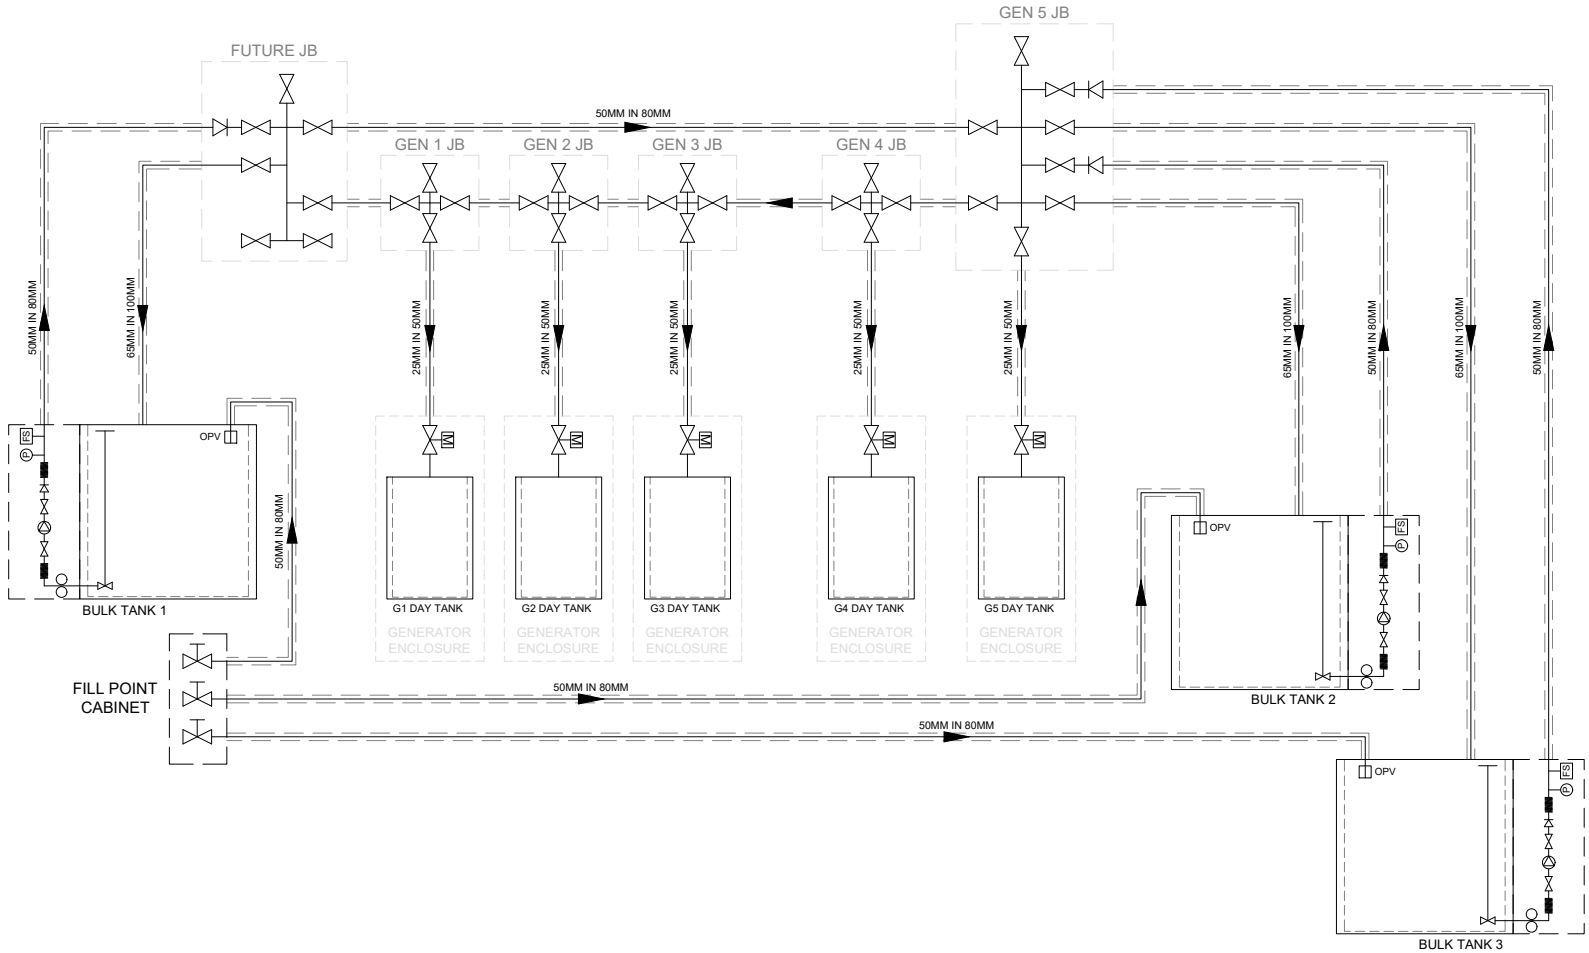 GEN 5 JB
FUTURE JB
50MM IN 80MM
GEN 1 JB
GEN 2 JB
GEN 3 JB
GEN 4 JB
50MM IN 80MM
65MM IN 100MM
25MM IN 50MM
25MM IN 50MM
25MM IN 50MM
25MM IN 50MM
25MM IN 50MM
65MM IN 100MM
50MM IN 80MM
65MM IN 100MM
50MM IN 80MM
FS
P
OPV
M
M
M
M
M
50MM IN 80MM
OPV
FS
P
BULK TANK 1
G1 DAY TANK
G2 DAY TANK
G3 DAY TANK
G4 DAY TANK
G5 DAY TANK
GENERATOR
ENCLOSURE
GENERATOR
ENCLOSURE
GENERATOR
ENCLOSURE
GENERATOR
ENCLOSURE
GENERATOR
ENCLOSURE
FILL POINT
CABINET
50MM IN 80MM
BULK TANK 2
50MM IN 80MM
OPV
FS
P
BULK TANK 3